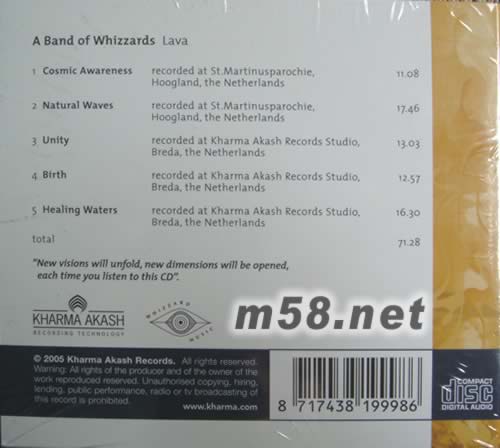 A Band of Whizzards Lava
1 Cosmic Awareness recorded at St.Martinusparochie, 11.08
Hoogland, the Netherlands
2 Natural Waves recorded at St.Martinusparochie, 17.46
Hoogland, the Netherlands
3 Unity recorded at Kharma Akash Records Studio, 13.03
Breda, the Netherlands
4 Birth recorded at Kharma Akash Records Studio, 12.57
Breda, the Netherlands
5 Healing Waters recorded at Kharma Akash Records Studio, 16.30
Breda, the Netherlands
total 71.28
"New visions will unfold, new dimensions will be opened,
each time you listen to this CD".
KHARMA AKASH
RECORDING TECHNOLOGY
WHIZZARD
MUSIC
m58.net
© 2005 Kharma Akash Records. All rights reserved.
Warning: All rights of the producer and of the owner of the
work reproduced reserved. Unauthorised copying, hiring,
lending, public performance, radio or tv broadcasting of
this record is prohibited.
www.kharma.com
8 717438 199986
COMPACT
disc
DIGITAL AUDIO